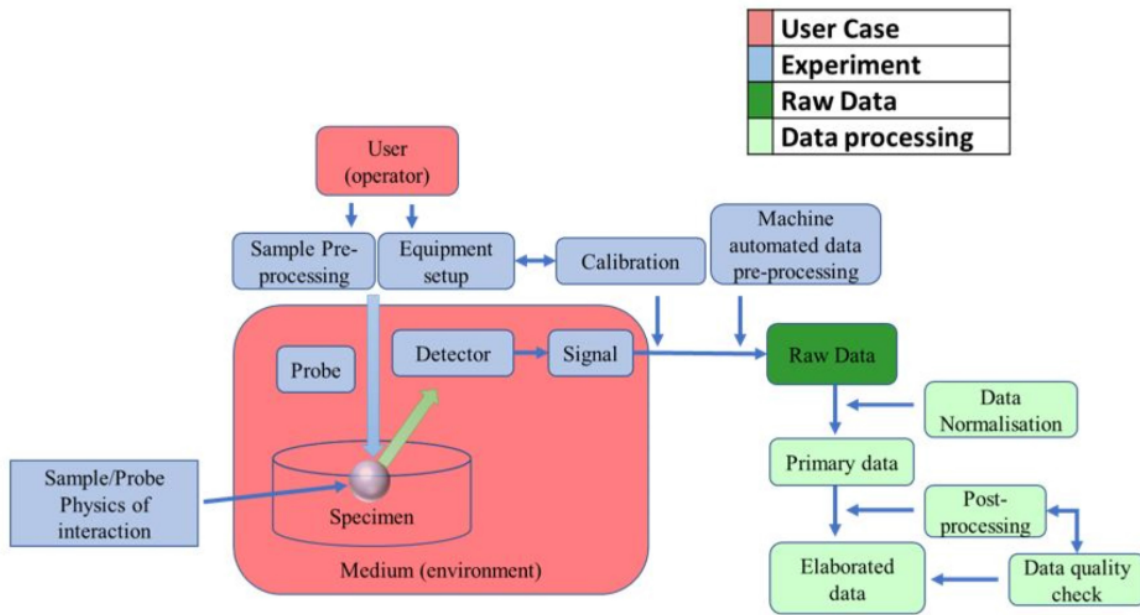 User Case
Experiment
Raw Data
Data processing
User
(operator)
Sample Pre-
processing
Equipment
setup
Calibration
Machine
automated data
pre-processing
Probe
Detector
Signal
Raw Data
Data
Normalisation
Primary data
Sample/Probe
Physics of
interaction
Specimen
Post-
processing
Medium (environment)
Elaborated
data
Data quality
check